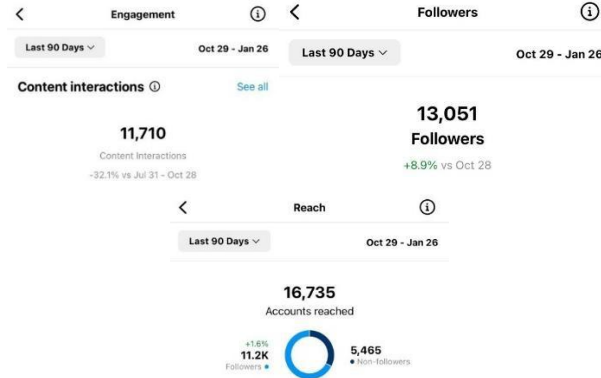 Engagement
Last 90 Days
Oct 29 - Jan 26
Content interactions
See all
11,710
Content Interactions
-32.1% vs Jul 31 - Oct 28
Followers
Last 90 Days
Oct 29 - Jan 26
13,051
Followers
+8.9% vs Oct 28
Reach
Last 90 Days
Oct 29 - Jan 26
16,735
Accounts reached
+1.6%
11.2K
Followers
5,465
Non-followers